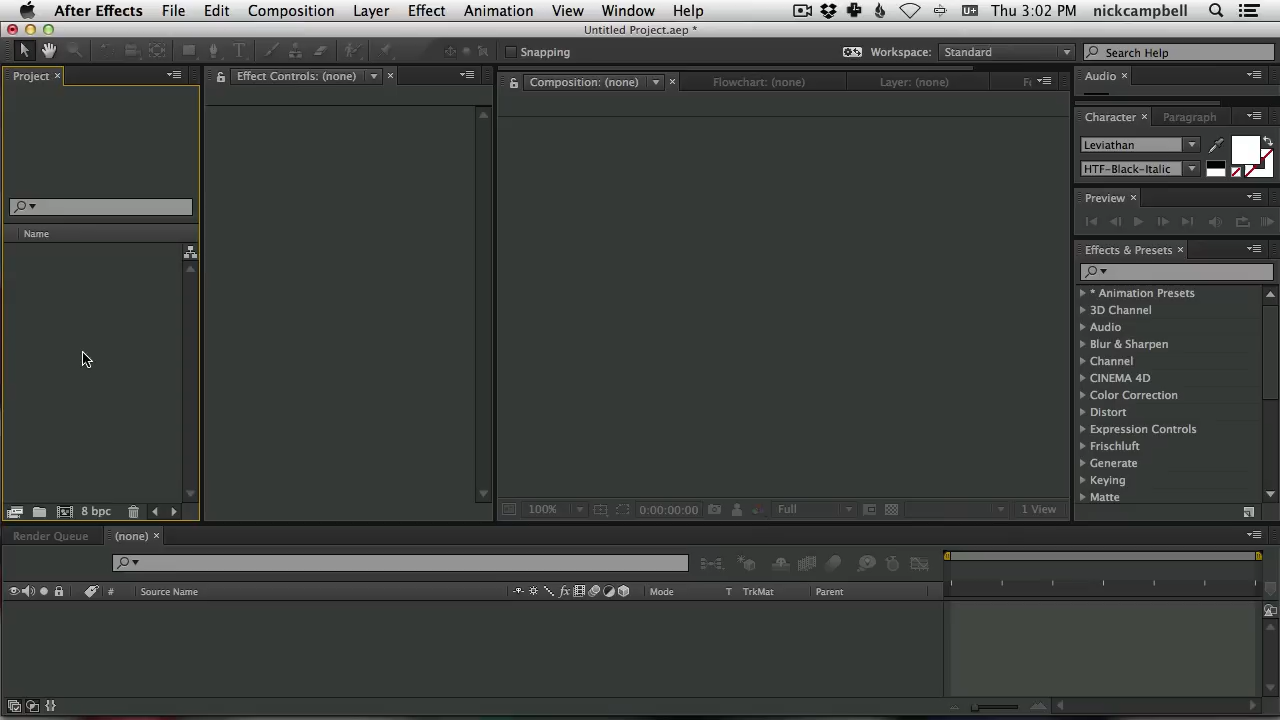 After Effects File Edit Composition Layer Effect Animation View Window Help Thu 3:02 PM nickcampbell
Untitled Project.aep *
Snapping Workspace: Standard Search Help
Project Effect Controls: (none) Composition: (none) Flowchart: (none) Layer: (none) Audio
Character Paragraph
Leviathan
HTF-Black-Italic
Preview
Name
Effects & Presets
* Animation Presets
3D Channel
Audio
Blur & Sharpen
Channel
CINEMA 4D
Color Correction
Distort
Expression Controls
Frischluft
Generate
Keying
Matte
8 bpc 100% 0:00:00:00 Full 1 View
Render Queue (none)
# Source Name fx Mode T TrkMat Parent